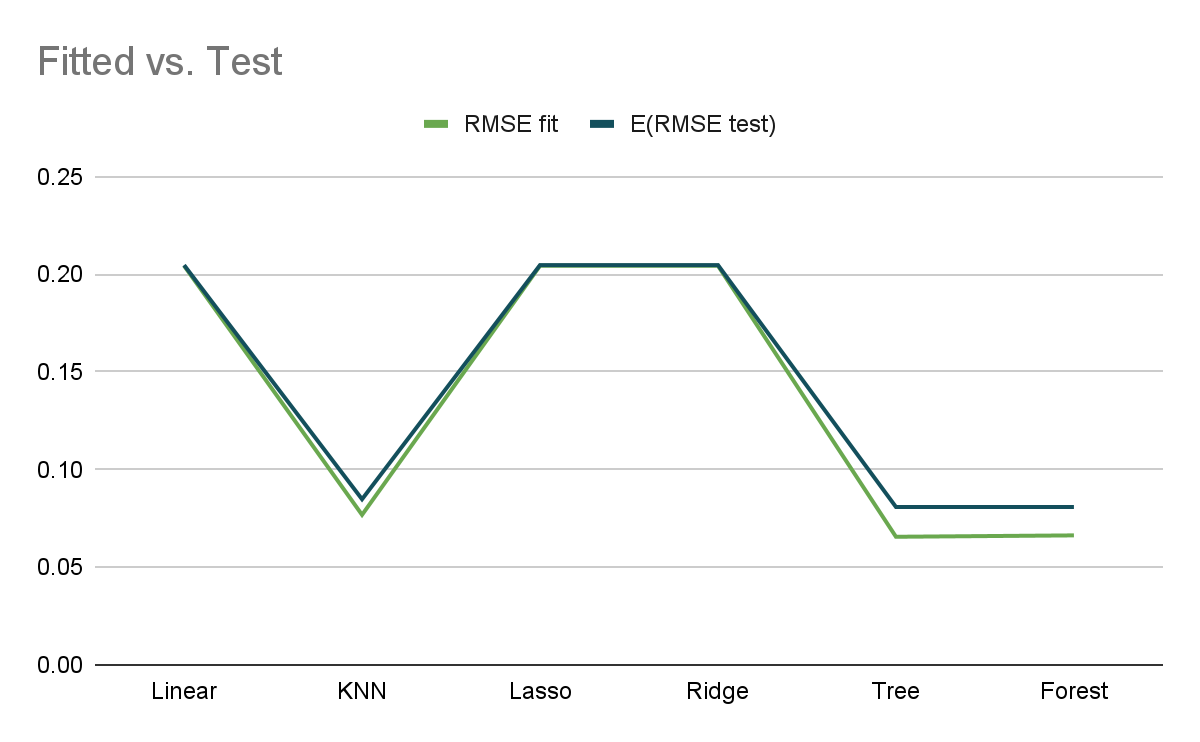 Fitted vs. Test
RMSE fit E(RMSE test)
0.25
0.20
0.15
0.10
0.05
0.00
Linear KNN Lasso Ridge Tree Forest